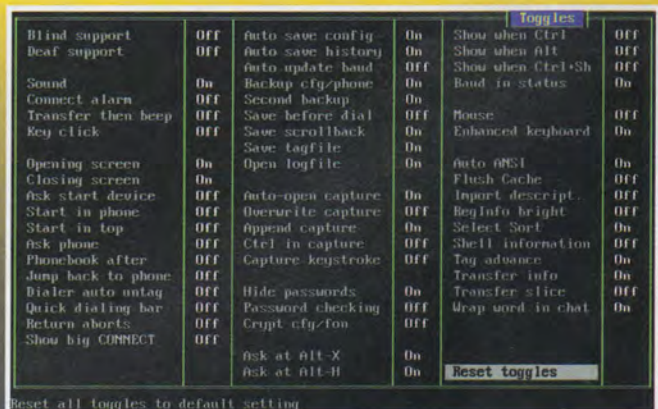 Toggles
Blind support Off
Deaf support Off
Sound On
Connect alarm Off
Transfer then beep Off
Key click Off
Opening screen On
Closing screen On
Ask start device Off
Start in phone Off
Start in top Off
Ask phone Off
Phonebook after Off
Jump back to phone Off
Dialer auto untag Off
Quick dialing bar Off
Return aborts Off
Show big CONNECT Off
Auto save config On
Auto save history On
Auto update baud Off
Backup cfg/phone On
Second backup On
Save before dial Off
Save scrollback On
Save tagfile On
Open logfile On
Auto-open capture On
Overwrite capture Off
Append capture On
Ctrl in capture Off
Capture keystroke Off
Hide passwords On
Password checking Off
Crypt cfg/fon Off
Ask at Alt-X On
Ask at Alt-H On
Show when Ctrl Off
Show when Alt Off
Show when Ctrl+Sh Off
Baud in status On
Mouse Off
Enhanced keyboard On
Auto ANSI On
Flush Cache Off
Import descript. Off
RegInfo bright Off
Select Sort On
Shell information Off
Tag advance On
Transfer info On
Transfer slice Off
Wrap word in chat On
Reset toggles
Reset all toggles to default setting